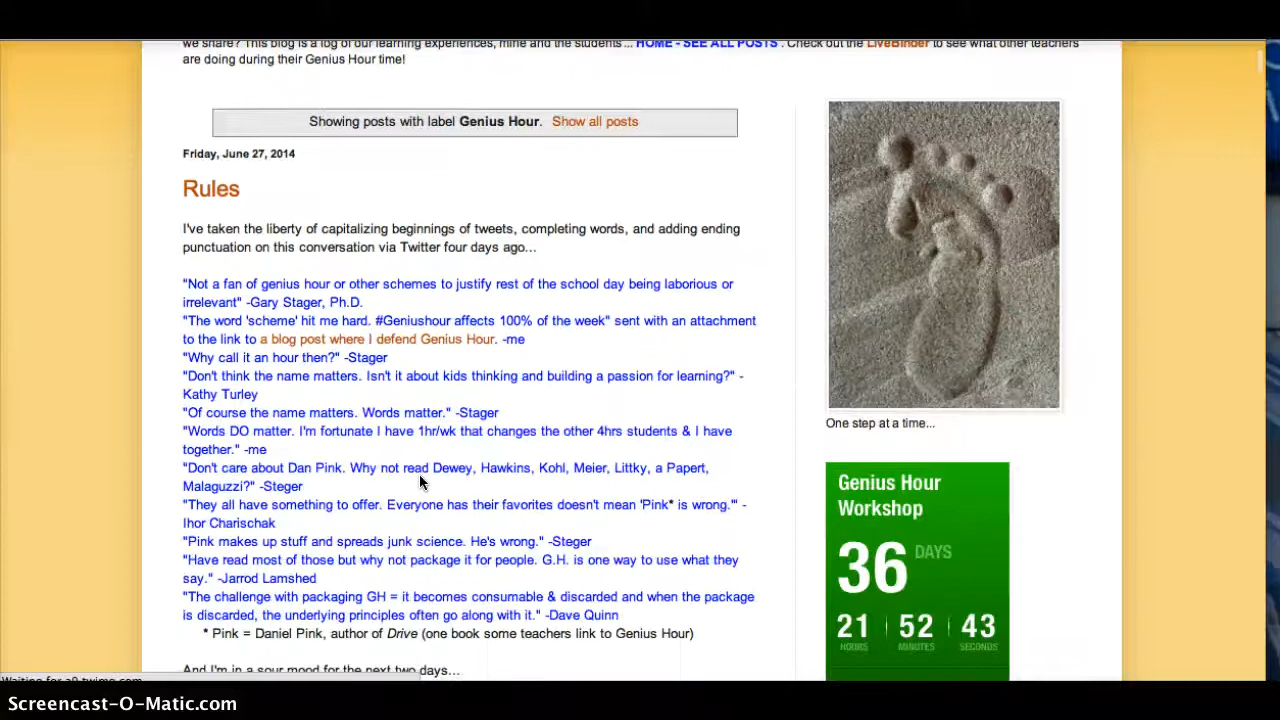 we share? This blog is a log of our learning experiences, mine and the students... HOME - SEE ALL POSTS . Check out the LiveBinder to see what other teachers
are doing during their Genius Hour time!
Showing posts with label Genius Hour. Show all posts
Friday, June 27, 2014
Rules
I've taken the liberty of capitalizing beginnings of tweets, completing words, and adding ending
punctuation on this conversation via Twitter four days ago...
"Not a fan of genius hour or other schemes to justify rest of the school day being laborious or
irrelevant" -Gary Stager, Ph.D.
"The word 'scheme' hit me hard. #Geniushour affects 100% of the week" sent with an attachment
to the link to a blog post where I defend Genius Hour. -me
"Why call it an hour then?" -Stager
"Don't think the name matters. Isn't it about kids thinking and building a passion for learning?" -
Kathy Turley
"Of course the name matters. Words matter." -Stager
"Words DO matter. I'm fortunate I have 1hr/wk that changes the other 4hrs students & I have
together." -me
"Don't care about Dan Pink. Why not read Dewey, Hawkins, Kohl, Meier, Littky, a Papert,
Malaguzzi?" -Steger
"They all have something to offer. Everyone has their favorites doesn't mean 'Pink* is wrong.'" -
Ihor Charischak
"Pink makes up stuff and spreads junk science. He's wrong." -Steger
"Have read most of those but why not package it for people. G.H. is one way to use what they
say." -Jarrod Lamshed
"The challenge with packaging GH = it becomes consumable & discarded and when the package
is discarded, the underlying principles often go along with it." -Dave Quinn
* Pink = Daniel Pink, author of Drive (one book some teachers link to Genius Hour)
And I'm in a sour mood for the next two days...
One step at a time...
Genius Hour
Workshop
36 DAYS
21 52 43
HOURS MINUTES SECONDS
Waiting for a0.twimg.com
Screencast-O-Matic.com